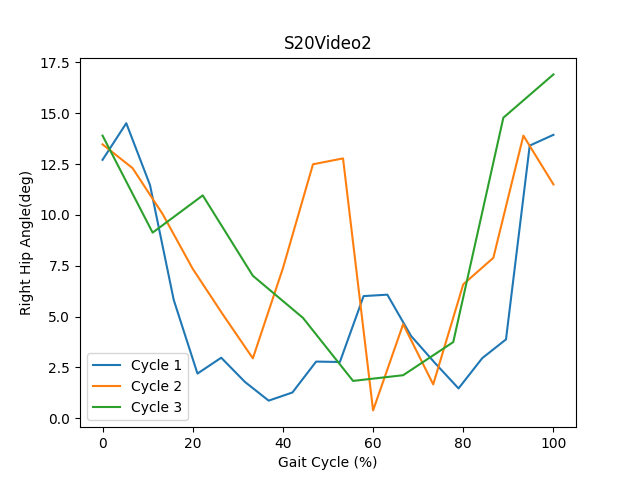 S20Video2
17.5
15.0
12.5
10.0
7.5
5.0
2.5
0.0
Right Hip Angle(deg)
Cycle 1
Cycle 2
Cycle 3
0 20 40 60 80 100
Gait Cycle (%)